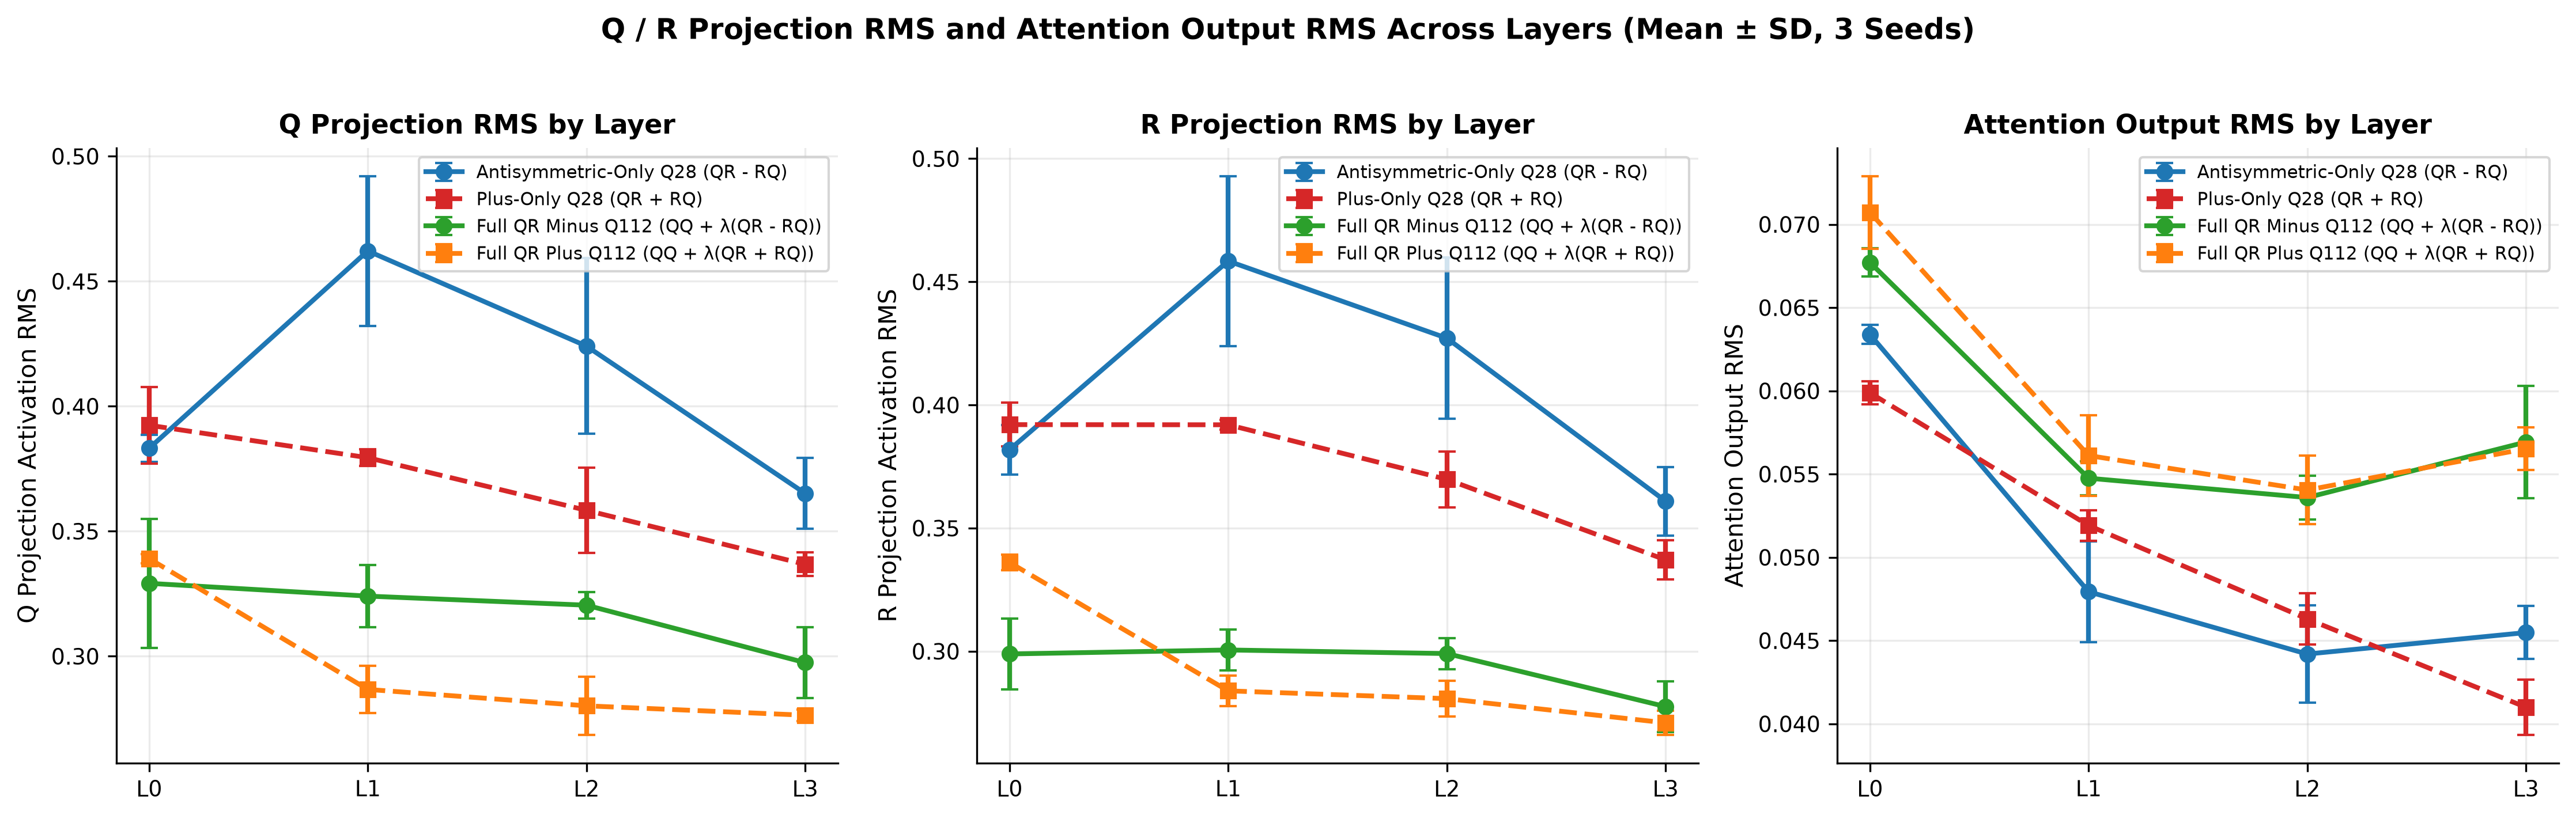 Q / R Projection RMS and Attention Output RMS Across Layers (Mean ± SD, 3 Seeds)
Q Projection RMS by Layer
Q Projection Activation RMS
0.50
0.45
0.40
0.35
0.30
L0 L1 L2 L3
Antisymmetric-Only Q28 (QR - RQ)
Plus-Only Q28 (QR + RQ)
Full QR Minus Q112 (QQ + λ(QR - RQ))
Full QR Plus Q112 (QQ + λ(QR + RQ))
R Projection RMS by Layer
R Projection Activation RMS
0.50
0.45
0.40
0.35
0.30
L0 L1 L2 L3
Antisymmetric-Only Q28 (QR - RQ)
Plus-Only Q28 (QR + RQ)
Full QR Minus Q112 (QQ + λ(QR - RQ))
Full QR Plus Q112 (QQ + λ(QR + RQ))
Attention Output RMS by Layer
Attention Output RMS
0.070
0.065
0.060
0.055
0.050
0.045
0.040
L0 L1 L2 L3
Antisymmetric-Only Q28 (QR - RQ)
Plus-Only Q28 (QR + RQ)
Full QR Minus Q112 (QQ + λ(QR - RQ))
Full QR Plus Q112 (QQ + λ(QR + RQ))